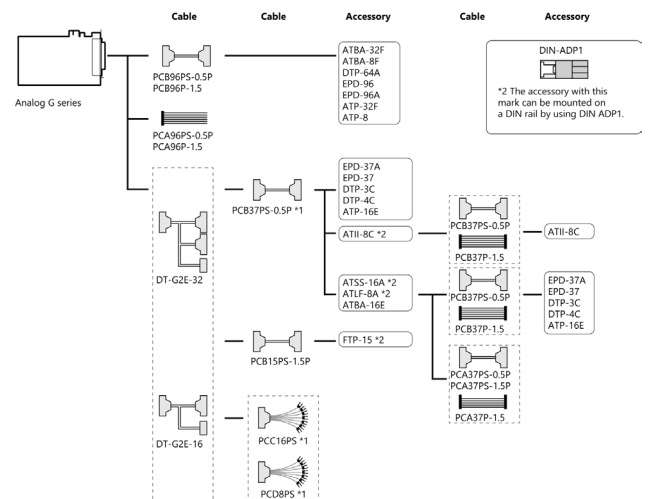 Cable
Cable
Accessory
Cable
Accessory
Analog G series
PCB96PS-0.5P
PCB96P-1.5
ATBA-32F
ATBA-8F
DTP-64A
EPD-96
EPD-96A
ATP-32F
ATP-8
DIN-ADP1
*2 The accessory with this
mark can be mounted on
a DIN rail by using DIN ADP1.
PCA96PS-0.5P
PCA96P-1.5
DT-G2E-32
PCB37PS-0.5P *1
EPD-37A
EPD-37
DTP-3C
DTP-4C
ATP-16E
ATII-8C *2
PCB37PS-0.5P
PCB37P-1.5
ATII-8C
ATSS-16A *2
ATLF-8A *2
ATBA-16E
PCB37PS-0.5P
PCB37P-1.5
EPD-37A
EPD-37
DTP-3C
DTP-4C
ATP-16E
PCB15PS-1.5P
FTP-15 *2
PCA37PS-0.5P
PCA37PS-1.5P
PCA37P-1.5
DT-G2E-16
PCC16PS *1
PCD8PS *1